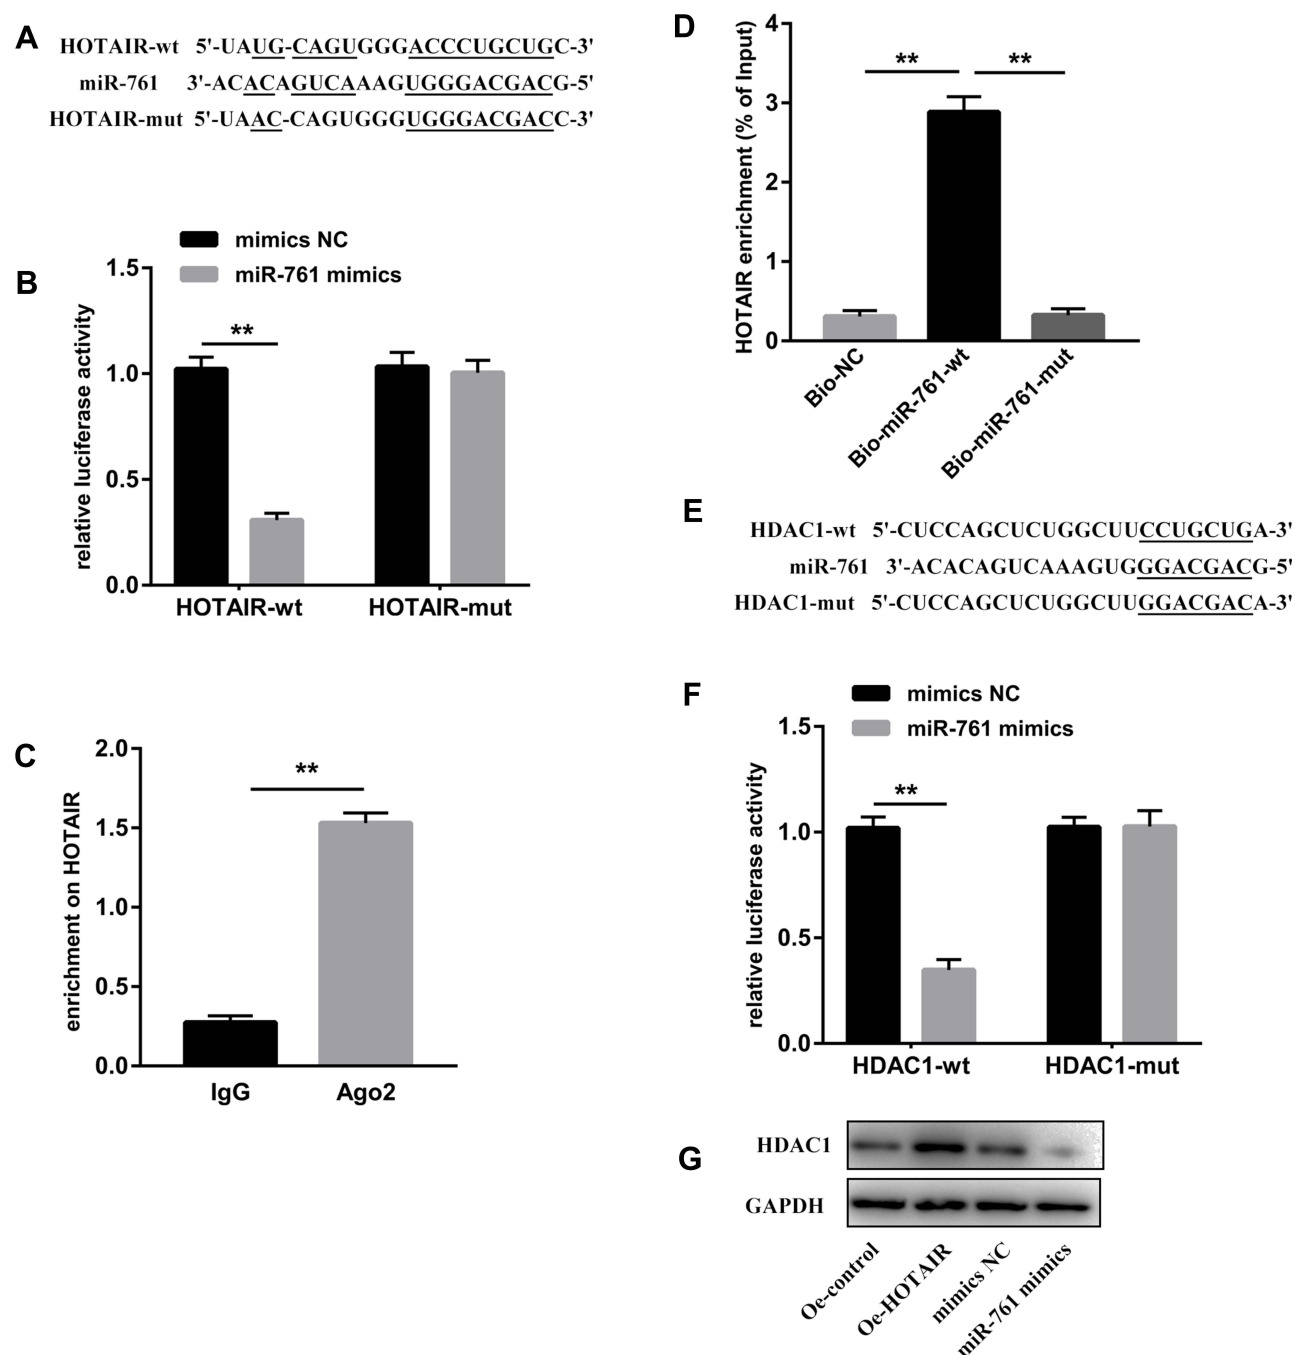 A
HOTAIR-wt 5'-UAUG-CAGUGGGACCCUGCUGC-3'
miR-761 3'-ACACAGUCAAAGUGGGACGACG-5'
HOTAIR-mut 5'-UAAC-CAGUGGGUGGGACGACC-3'
B
mimics NC
miR-761 mimics
relative luciferase activity
1.5
1.0
0.5
0.0
**
HOTAIR-wt HOTAIR-mut
C
enrichment on HOTAIR
2.0
1.5
1.0
0.5
0.0
**
IgG Ago2
D
HOTAIR enrichment (% of Input)
4
3
2
1
0
** **
Bio-NC
Bio-miR-761-wt
Bio-miR-761-mut
E
HDAC1-wt 5'-CUCCAGCUCUGGCUUCCUGCUGA-3'
miR-761 3'-ACACAGUCAAAGUGGGACGACG-5'
HDAC1-mut 5'-CUCCAGCUCUGGCUUGGACGACA-3'
F
mimics NC
miR-761 mimics
relative luciferase activity
1.5
1.0
0.5
0.0
**
HDAC1-wt HDAC1-mut
G
HDAC1
GAPDH
Oe-control
Oe-HOTAIR
mimics NC
miR-761 mimics